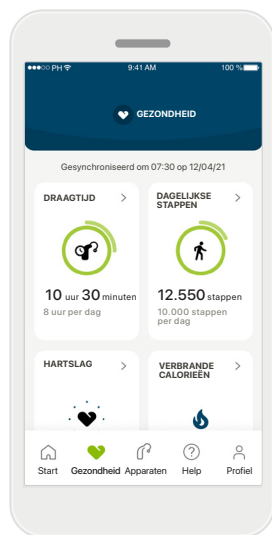 PH 9:41 AM 100 %
GEZONDHEID
Gesynchroniseerd om 07:30 op 12/04/21
DRAAGTIJD
10 uur 30 minuten
8 uur per dag
DAGELIJKSE
STAPPEN
12.550 stappen
10.000 stappen
per dag
HARTSLAG
VERBRANDE
CALORIEËN
Start Gezondheid Apparaten Help Profiel